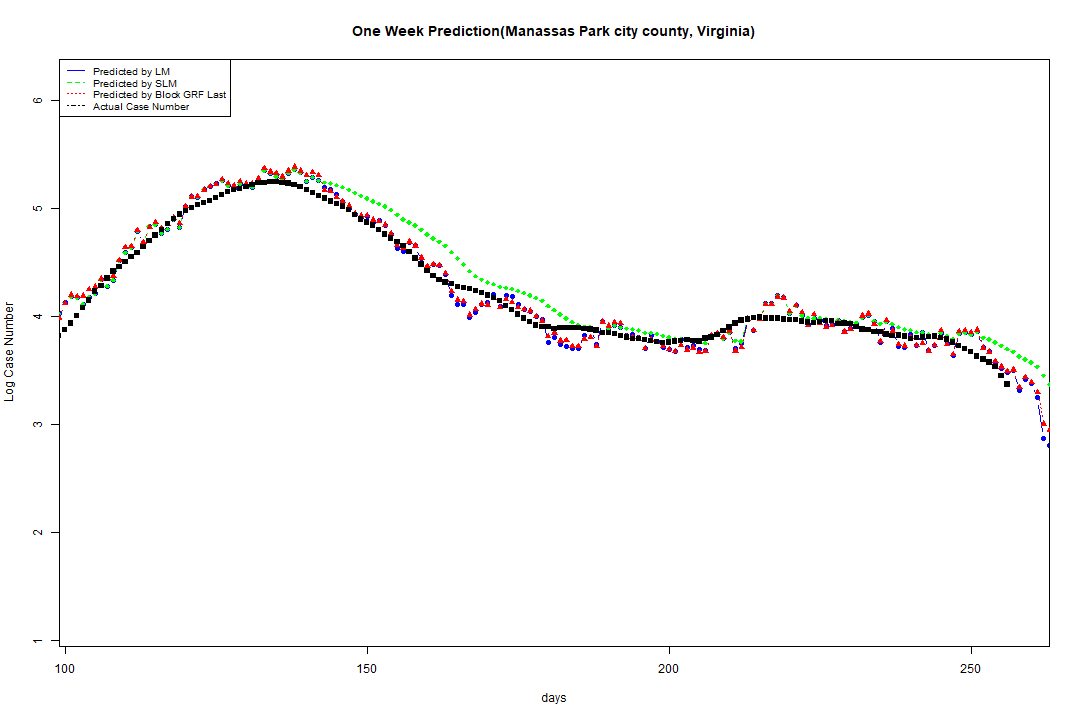 One Week Prediction(Manassas Park city county, Virginia)
Predicted by LM
Predicted by SLM
Predicted by Block GRF Last
Actual Case Number
6
5
4
3
2
1
Log Case Number
100 150 200 250
days